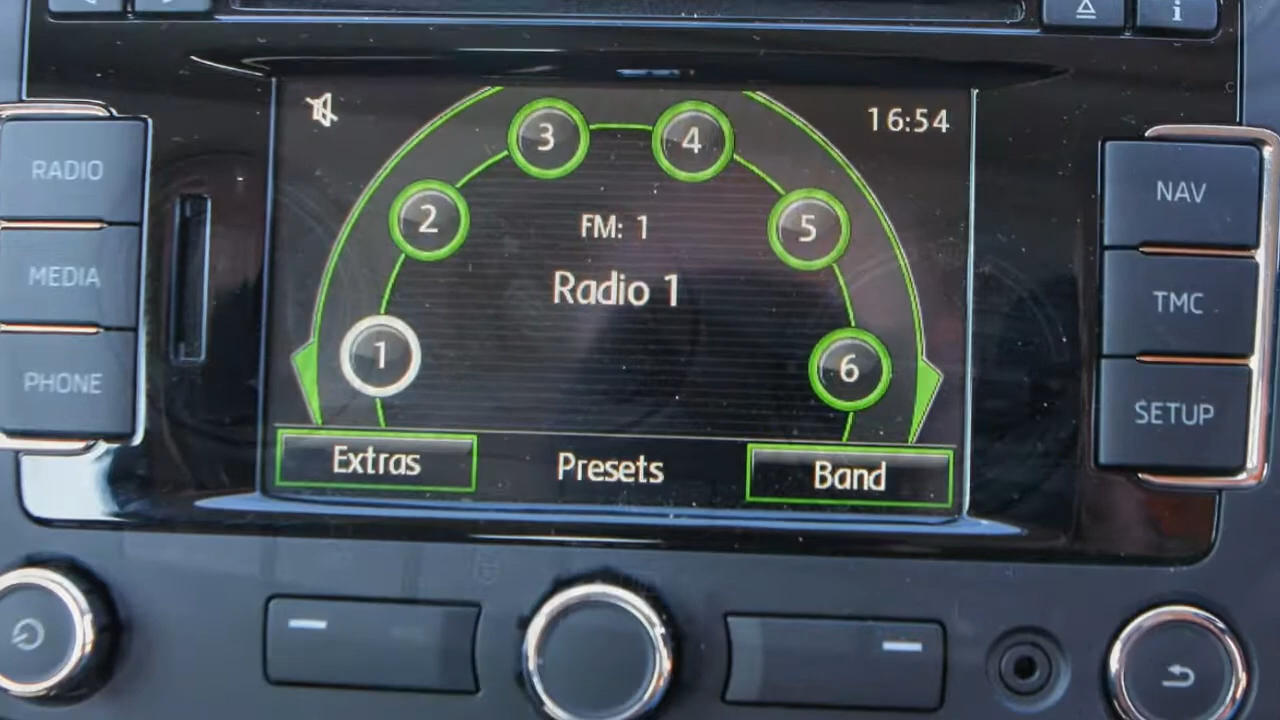 i
RADIO
MEDIA
PHONE
16:54
1
2
3
4
5
6
FM: 1
Radio 1
Extras
Presets
Band
NAV
TMC
SETUP